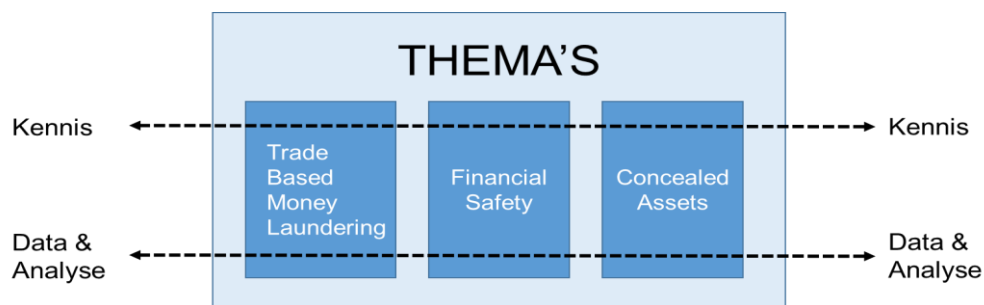 THEMA'S
Kennis
Kennis
Trade
Based
Money
Laundering
Financial
Safety
Concealed
Assets
Data &
Analyse
Data &
Analyse